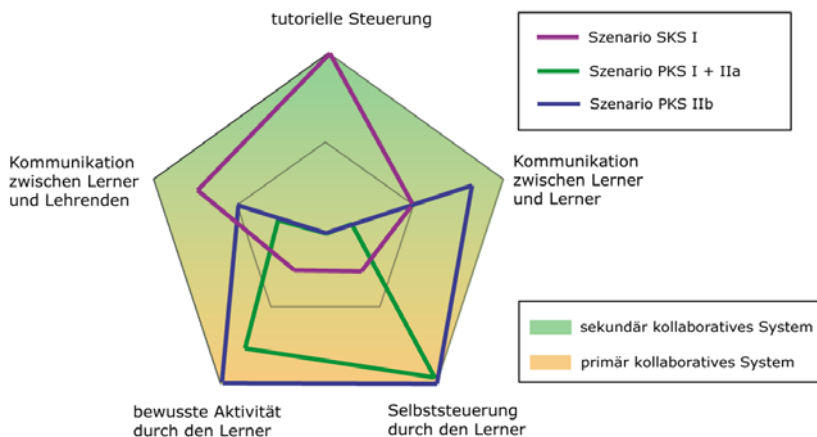 tutorielle Steuerung
Szenario SKS I
Szenario PKS I + IIa
Szenario PKS IIb
Kommunikation
zwischen Lerner
und Lehrenden
Kommunikation
zwischen Lerner
und Lerner
sekundär kollaboratives System
primär kollaboratives System
bewusste Aktivität
durch den Lerner
Selbststeuerung
durch den Lerner